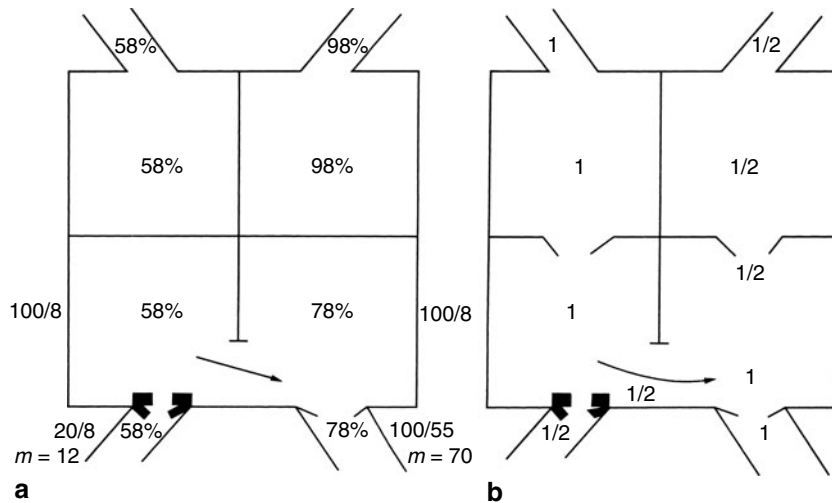 58% 98% 1 1/2
58% 98% 1 1/2
1/2
100/8 58% 78% 100/8 1
1/2 1
20/8 58% 78% 100/55 1/2 1
m = 12 m = 70
a b